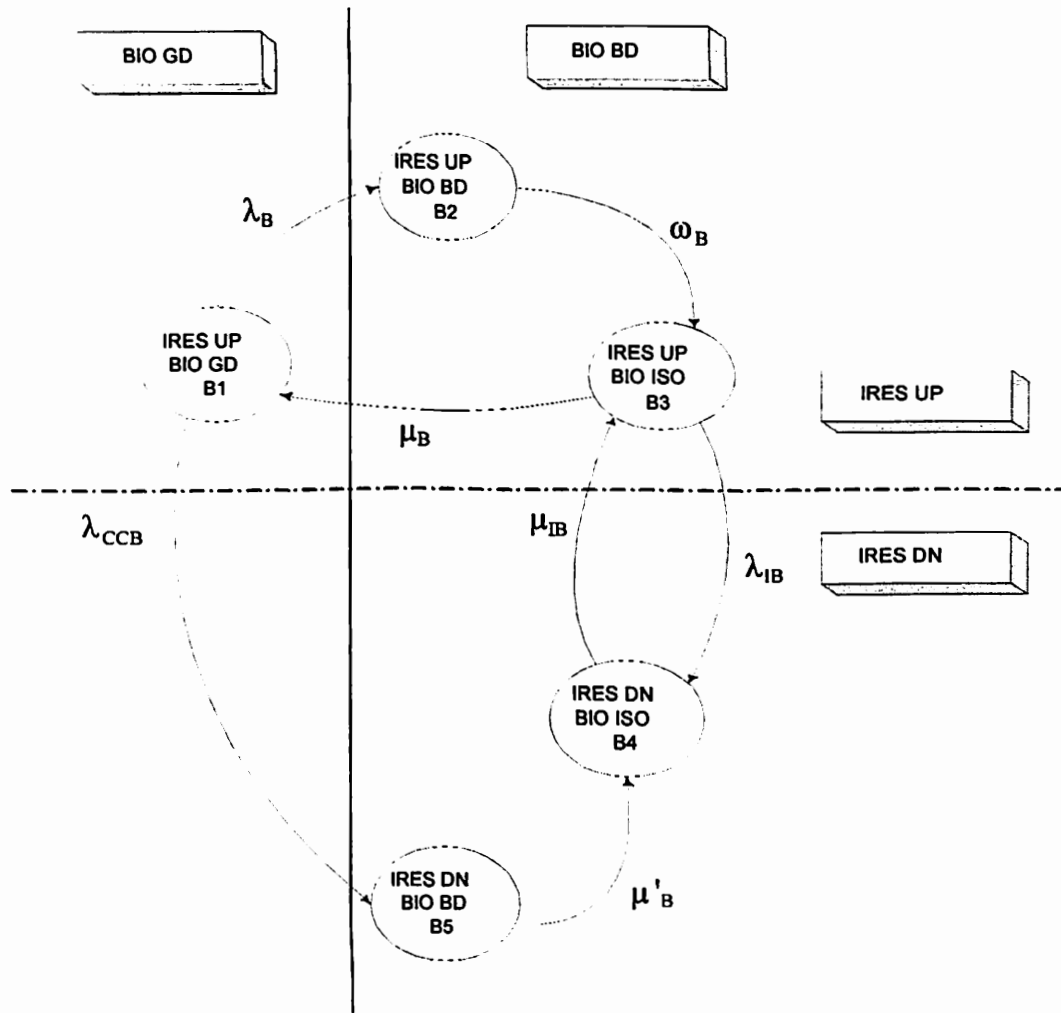 BIO GD
BIO BD
IRES UP
BIO BD
B2
λB
ωB
IRES UP
BIO GD
B1
IRES UP
BIO ISO
B3
IRES UP
μB
λCCB
μIB
λIB
IRES DN
IRES DN
BIO ISO
B4
IRES DN
BIO BD
B5
μ'B